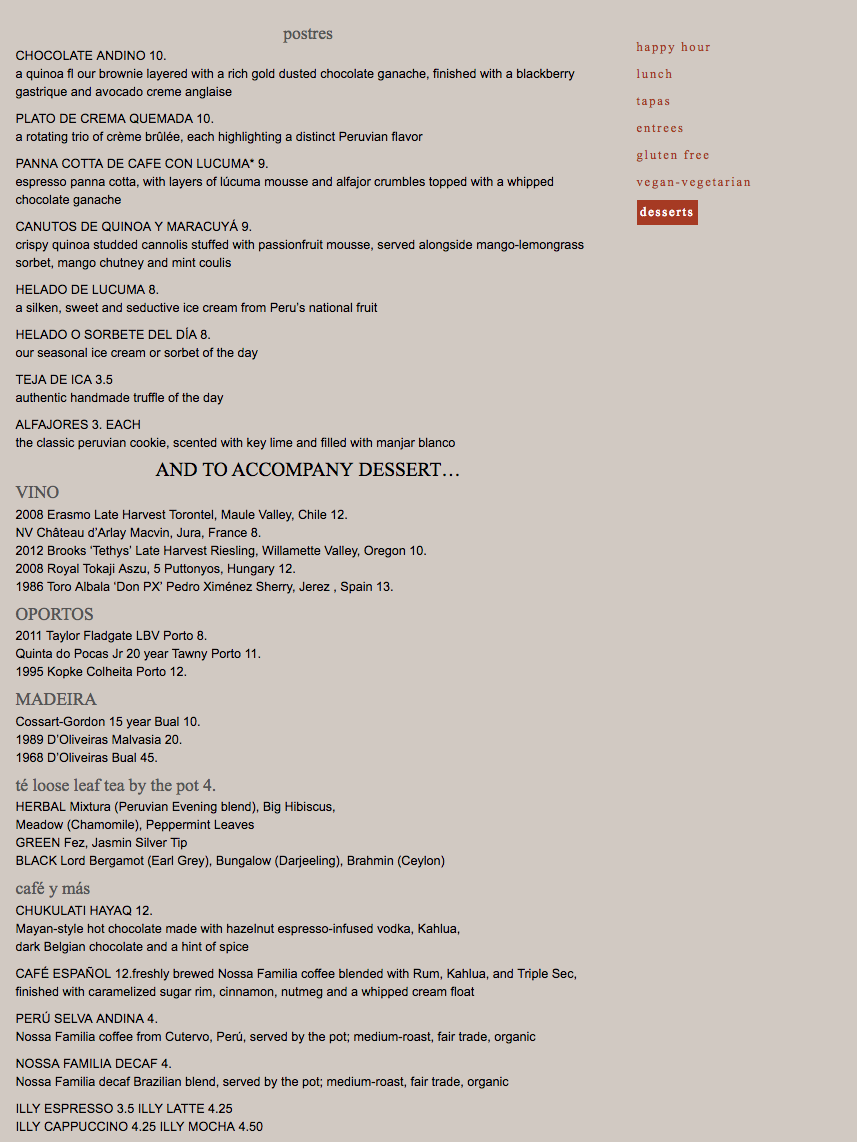 postres
CHOCOLATE ANDINO 10.
a quinoa fl our brownie layered with a rich gold dusted chocolate ganache, finished with a blackberry
gastrique and avocado creme anglaise
PLATO DE CREMA QUEMADA 10.
a rotating trio of crème brûlée, each highlighting a distinct Peruvian flavor
PANNA COTTA DE CAFE CON LUCUMA* 9.
espresso panna cotta, with layers of lúcuma mousse and alfajor crumbles topped with a whipped
chocolate ganache
CANUTOS DE QUINOA Y MARACUYÁ 9.
crispy quinoa studded cannolis stuffed with passionfruit mousse, served alongside mango-lemongrass
sorbet, mango chutney and mint coulis
HELADO DE LUCUMA 8.
a silken, sweet and seductive ice cream from Peru’s national fruit
HELADO O SORBETE DEL DÍA 8.
our seasonal ice cream or sorbet of the day
TEJA DE ICA 3.5
authentic handmade truffle of the day
ALFAJORES 3. EACH
the classic peruvian cookie, scented with key lime and filled with manjar blanco
AND TO ACCOMPANY DESSERT…
VINO
2008 Erasmo Late Harvest Torontel, Maule Valley, Chile 12.
NV Château d’Arlay Macvin, Jura, France 8.
2012 Brooks ‘Tethys’ Late Harvest Riesling, Willamette Valley, Oregon 10.
2008 Royal Tokaji Aszu, 5 Puttonyos, Hungary 12.
1986 Toro Albala ‘Don PX’ Pedro Ximénez Sherry, Jerez , Spain 13.
OPORTOS
2011 Taylor Fladgate LBV Porto 8.
Quinta do Pocas Jr 20 year Tawny Porto 11.
1995 Kopke Colheita Porto 12.
MADEIRA
Cossart-Gordon 15 year Bual 10.
1989 D’Oliveiras Malvasia 20.
1968 D’Oliveiras Bual 45.
té loose leaf tea by the pot 4.
HERBAL Mixtura (Peruvian Evening blend), Big Hibiscus,
Meadow (Chamomile), Peppermint Leaves
GREEN Fez, Jasmin Silver Tip
BLACK Lord Bergamot (Earl Grey), Bungalow (Darjeeling), Brahmin (Ceylon)
café y más
CHUKULATI HAYAQ 12.
Mayan-style hot chocolate made with hazelnut espresso-infused vodka, Kahlua,
dark Belgian chocolate and a hint of spice
CAFÉ ESPAÑOL 12.freshly brewed Nossa Familia coffee blended with Rum, Kahlua, and Triple Sec,
finished with caramelized sugar rim, cinnamon, nutmeg and a whipped cream float
PERÚ SELVA ANDINA 4.
Nossa Familia coffee from Cutervo, Perú, served by the pot; medium-roast, fair trade, organic
NOSSA FAMILIA DECAF 4.
Nossa Familia decaf Brazilian blend, served by the pot; medium-roast, fair trade, organic
ILLY ESPRESSO 3.5 ILLY LATTE 4.25
ILLY CAPPUCCINO 4.25 ILLY MOCHA 4.50
happy hour
lunch
tapas
entrees
gluten free
vegan-vegetarian
desserts